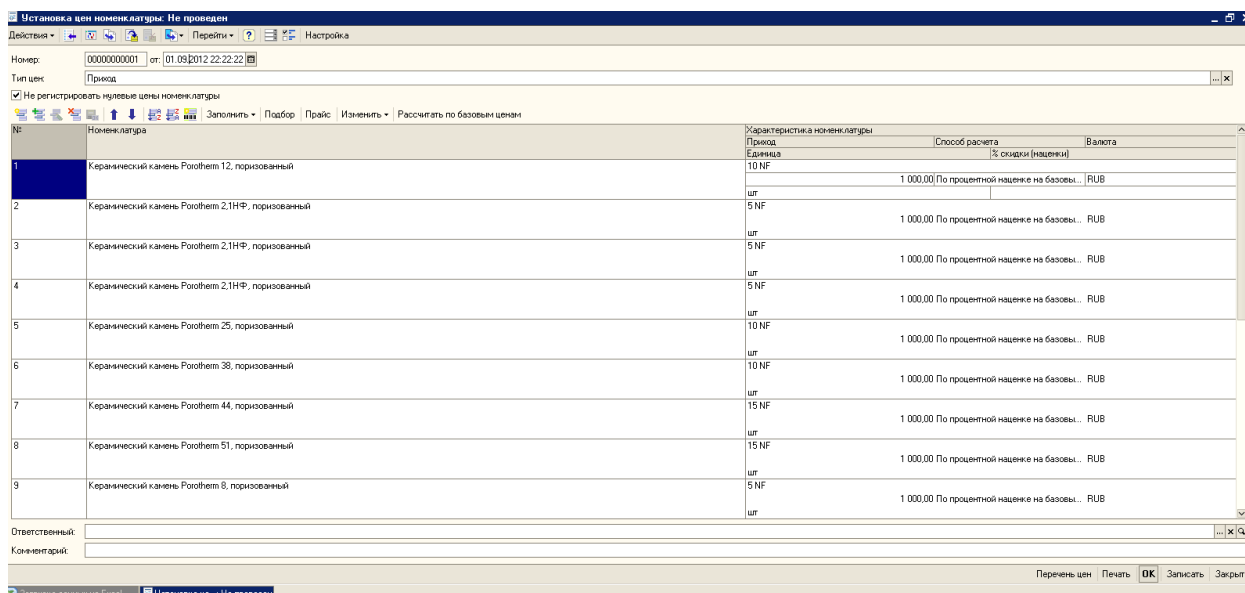 Установка цен номенклатуры: Не проведен
Действия Перейти ? Настройка
Номер: 00000000001 от: 01.09.2012 22:22:22
Тип цен: Приход ... x
Не регистрировать нулевые цены номенклатуры
Заполнить Подбор Прайс Изменить Рассчитать по базовым ценам
№ Номенклатура Характеристика номенклатуры
Приход Способ расчета Валюта
Единица % скидки (наценки)
1 Керамический камень Porotherm 12, поризованный 10 NF
1 000,00 По процентной наценке на базовы... RUB
шт
2 Керамический камень Porotherm 2,1НФ, поризованный 5 NF
1 000,00 По процентной наценке на базовы... RUB
шт
3 Керамический камень Porotherm 2,1НФ, поризованный 5 NF
1 000,00 По процентной наценке на базовы... RUB
шт
4 Керамический камень Porotherm 2,1НФ, поризованный 5 NF
1 000,00 По процентной наценке на базовы... RUB
шт
5 Керамический камень Porotherm 25, поризованный 10 NF
1 000,00 По процентной наценке на базовы... RUB
шт
6 Керамический камень Porotherm 38, поризованный 10 NF
1 000,00 По процентной наценке на базовы... RUB
шт
7 Керамический камень Porotherm 44, поризованный 15 NF
1 000,00 По процентной наценке на базовы... RUB
шт
8 Керамический камень Porotherm 51, поризованный 15 NF
1 000,00 По процентной наценке на базовы... RUB
шт
9 Керамический камень Porotherm 8, поризованный 5 NF
1 000,00 По процентной наценке на базовы... RUB
шт
Ответственный: ... x
Комментарий:
Перечень цен Печать OK Записать Закрыт